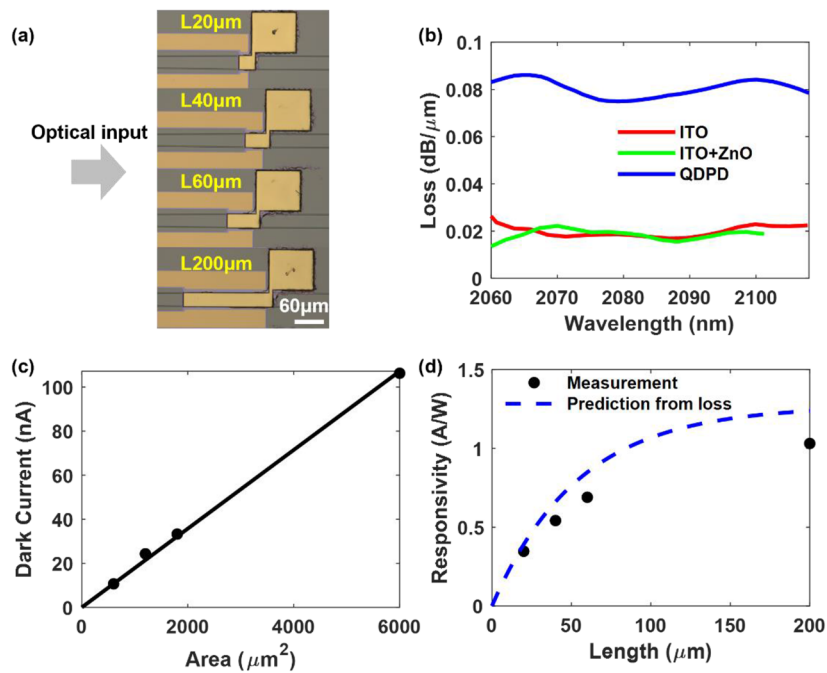 (a)
L20μm
L40μm
Optical input
L60μm
L200μm
60μm
(b)
0.1
0.08
0.06
0.04
0.02
0
Loss (dB/μm)
ITO
ITO+ZnO
QDPD
2060 2070 2080 2090 2100
Wavelength (nm)
(c)
100
80
60
40
20
0
Dark Current (nA)
0 2000 4000 6000
Area (μm²)
(d)
1.5
1
0.5
0
Responsivity (A/W)
Measurement
Prediction from loss
0 50 100 150 200
Length (μm)